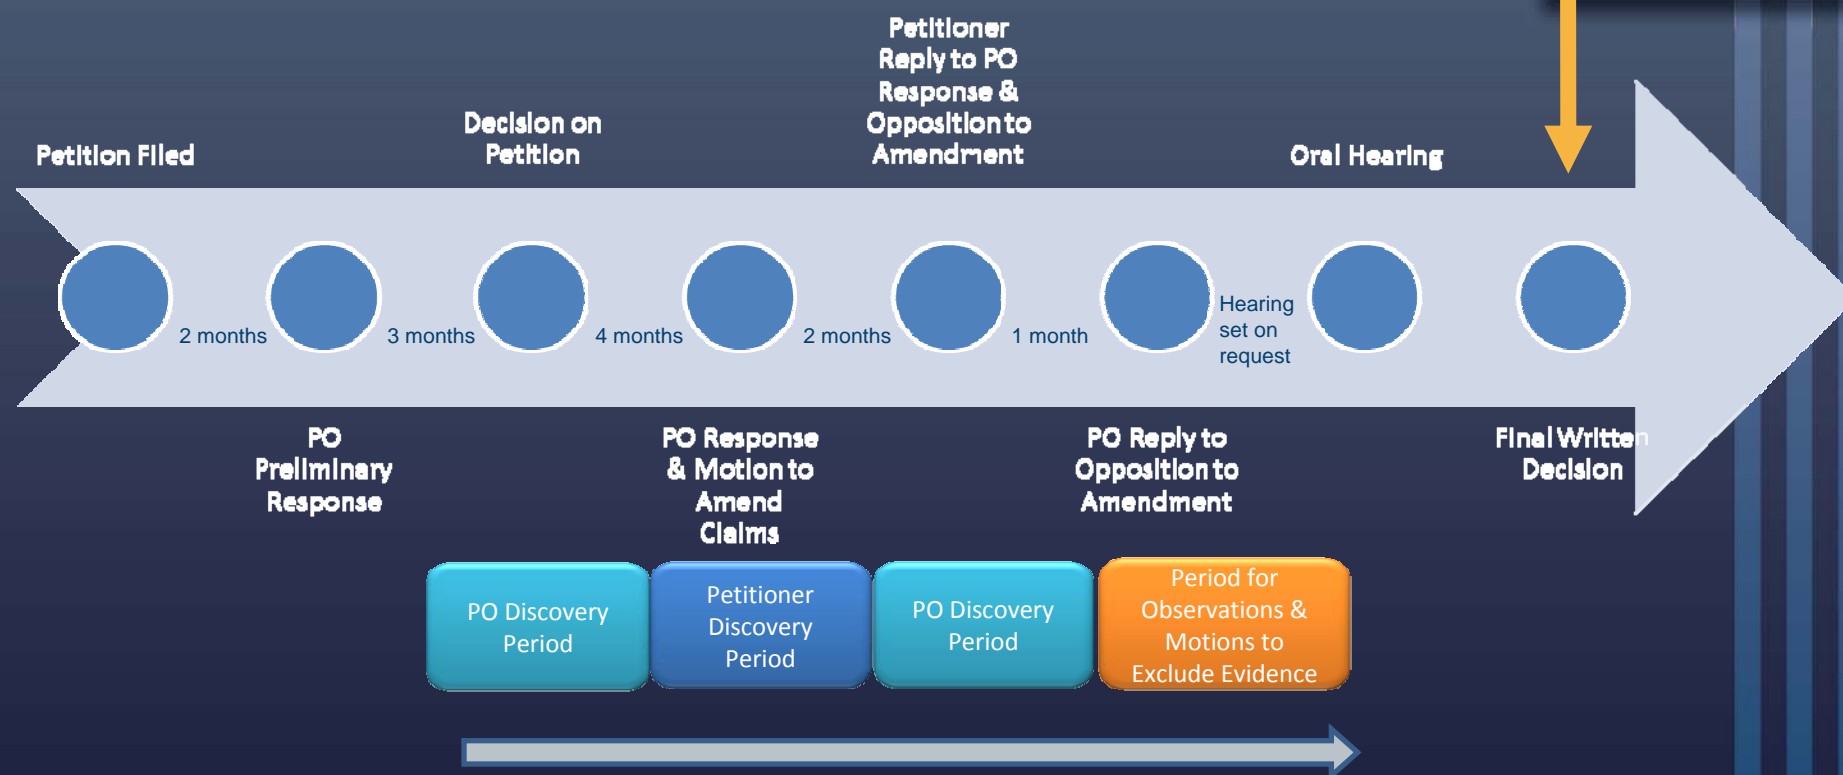 Petitioner
Reply to PO
Response &
Opposition to
Amendment
Decision on
Petition
Petition Filed
Oral Hearing
2 months
3 months
4 months
2 months
1 month
Hearing
set on
request
PO
Preliminary
Response
PO Response
& Motion to
Amend
Claims
PO Reply to
Opposition to
Amendment
Final Written
Decision
PO Discovery
Period
Petitioner
Discovery
Period
PO Discovery
Period
Period for
Observations &
Motions to
Exclude Evidence